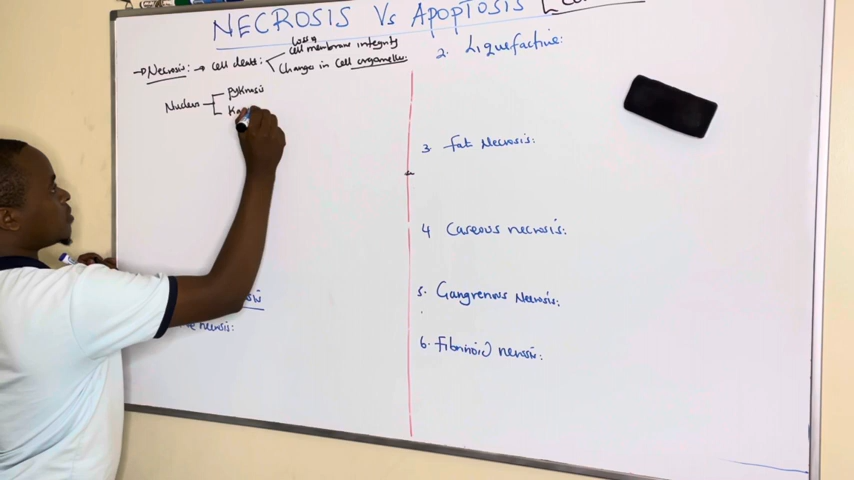 NECROSIS Vs APOPTOSIS
Loss of
cell membrane integrity
→ Necrosis: → cell death:
Changes in cell organelles.
Nucleus
Pyknosis
2. Liquefactive:
3. Fat Necrosis:
4 Caseous necrosis:
5. Gangrenous Necrosis:
6. Fibrinoid necrosis: